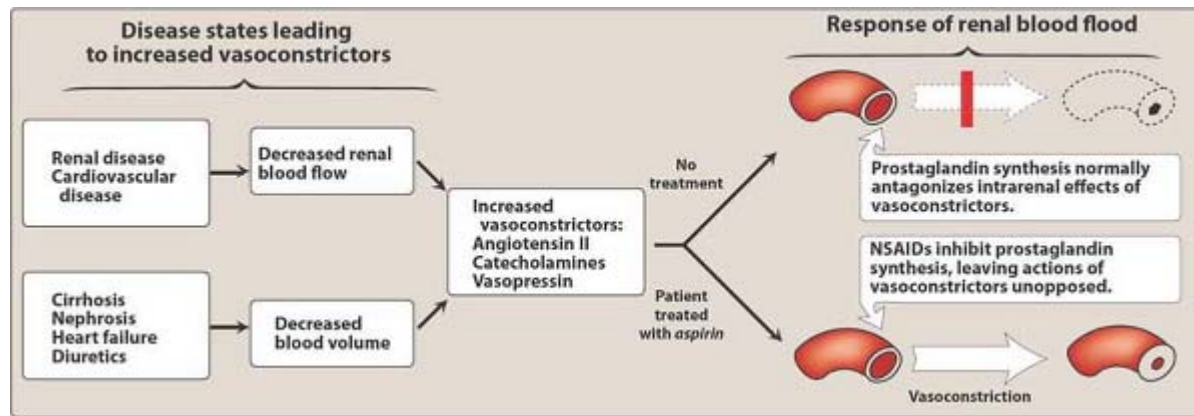 Disease states leading
to increased vasoconstrictors
Renal disease
Cardiovascular
disease
Decreased renal
blood flow
Cirrhosis
Nephrosis
Heart failure
Diuretics
Decreased
blood volume
Increased
vasoconstrictors:
Angiotensin II
Catecholamines
Vasopressin
No
treatment
Patient
treated
with aspirin
Response of renal blood flood
Prostaglandin synthesis normally
antagonizes intrarenal effects of
vasoconstrictors.
NSAIDs inhibit prostaglandin
synthesis, leaving actions of
vasoconstrictors unopposed.
Vasoconstriction